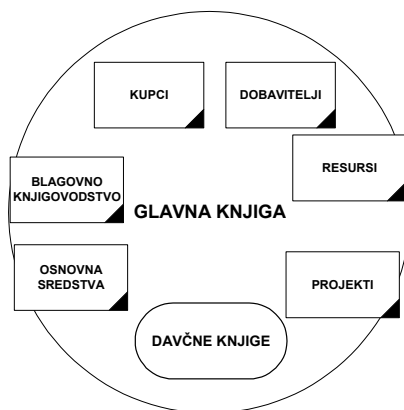 KUPCI
DOBAVITELJI
RESURSI
BLAGOVNO
KNJIGOVODSTVO
GLAVNA KNJIGA
OSNOVNA
SREDSTVA
PROJEKTI
DAVČNE KNJIGE